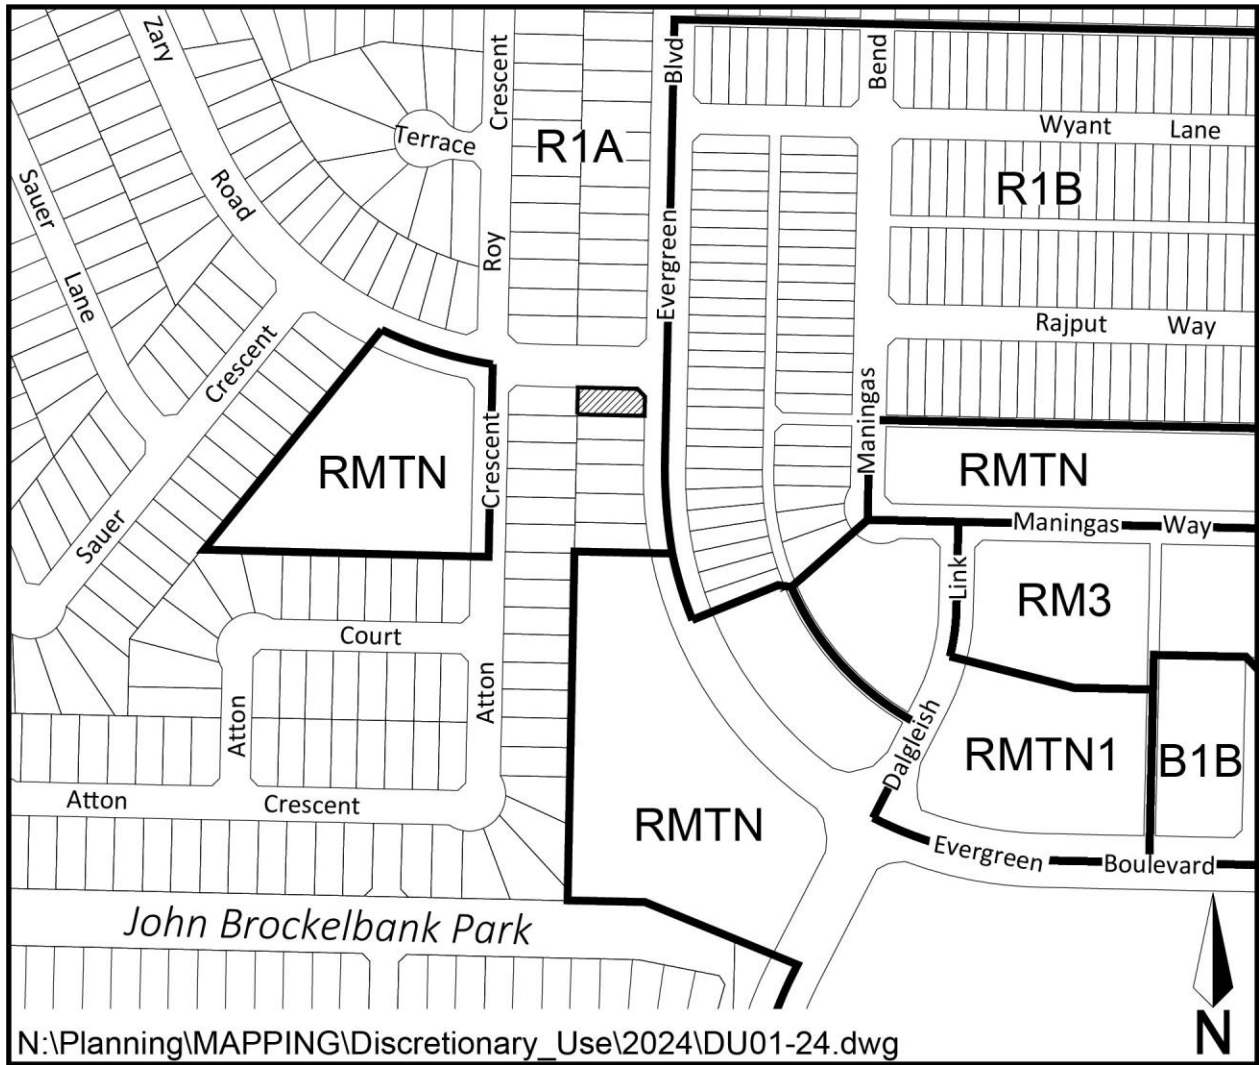 Zary
Road
Crescent
Roy
Terrace
R1A
Blvd
Evergreen
Bend
Maningas
Wyant Lane
R1B
Rajput Way
Sauer
Lane
Crescent
Sauer
RMTN
Crescent
Atton
RMTN
Maningas Way
Link
RM3
Court
Atton
Atton Crescent
RMTN
Dalgleish
RMTN1
B1B
Evergreen Boulevard
John Brockelbank Park
N
N:\Planning\MAPPING\Discretionary_Use\2024\DU01-24.dwg